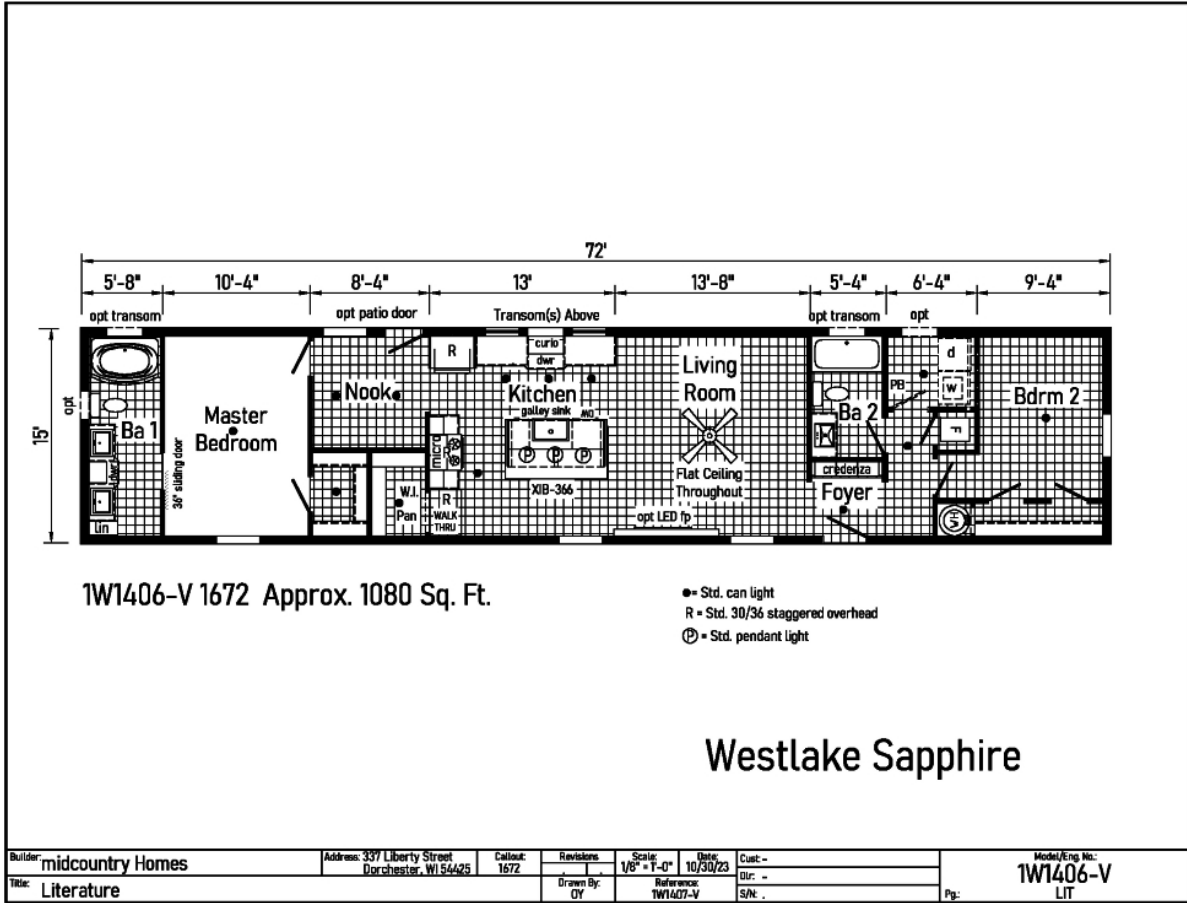 72'
5'-8"
10'-4"
8'-4"
13'
13'-8"
5'-4"
6'-4"
9'-4"
opt transom
opt patio door
Transom(s) Above
opt transom
opt
15'
opt
Ba 1
dwr
lin
36" sliding door
Master
Bedroom
Nook
R
curio
dwr
Kitchen
galley sink
DW
P P P
XIB-366
micro
R
R
WALK
THRU
W.I.
Pan
Living
Room
Flat Ceiling
Throughout
opt LED fp
Ba 2
credenza
Foyer
PB
d
W
F
WH
Bdrm 2
1W1406-V 1672 Approx. 1080 Sq. Ft.
●= Std. can light
R = Std. 30/36 staggered overhead
Ⓟ = Std. pendant light
Westlake Sapphire
Builder: midcountry Homes
Address: 337 Liberty Street
Dorchester, WI 54425
Callout:
1672
Revisions
Scale:
1/8" = 1'-0"
Date:
10/30/23
Cust: -
Dlr: -
S/N: .
Model/Eng. No.:
1W1406-V
LIT
Pg.:
Title: Literature
Drawn By:
OY
Reference:
1W1407-V